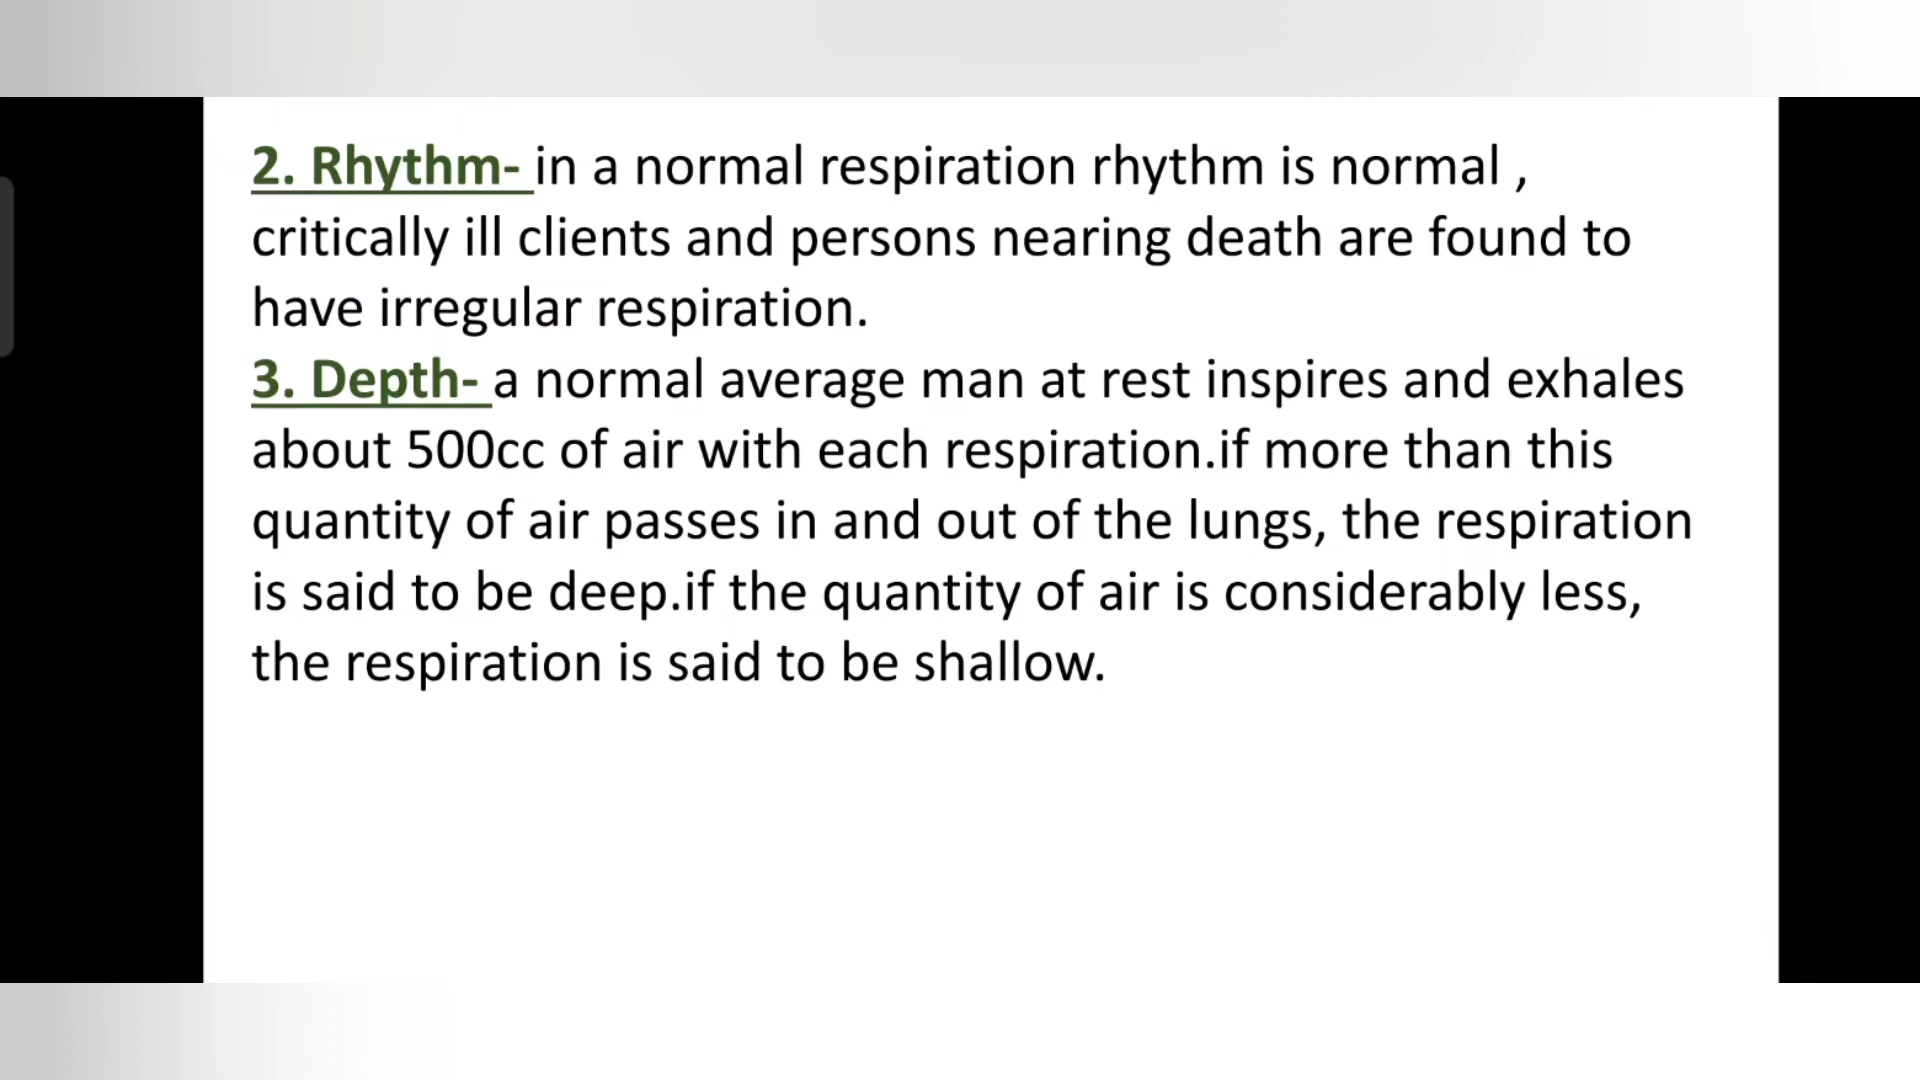 2. Rhythm- in a normal respiration rhythm is normal ,
critically ill clients and persons nearing death are found to
have irregular respiration.
3. Depth- a normal average man at rest inspires and exhales
about 500cc of air with each respiration.if more than this
quantity of air passes in and out of the lungs, the respiration
is said to be deep.if the quantity of air is considerably less,
the respiration is said to be shallow.